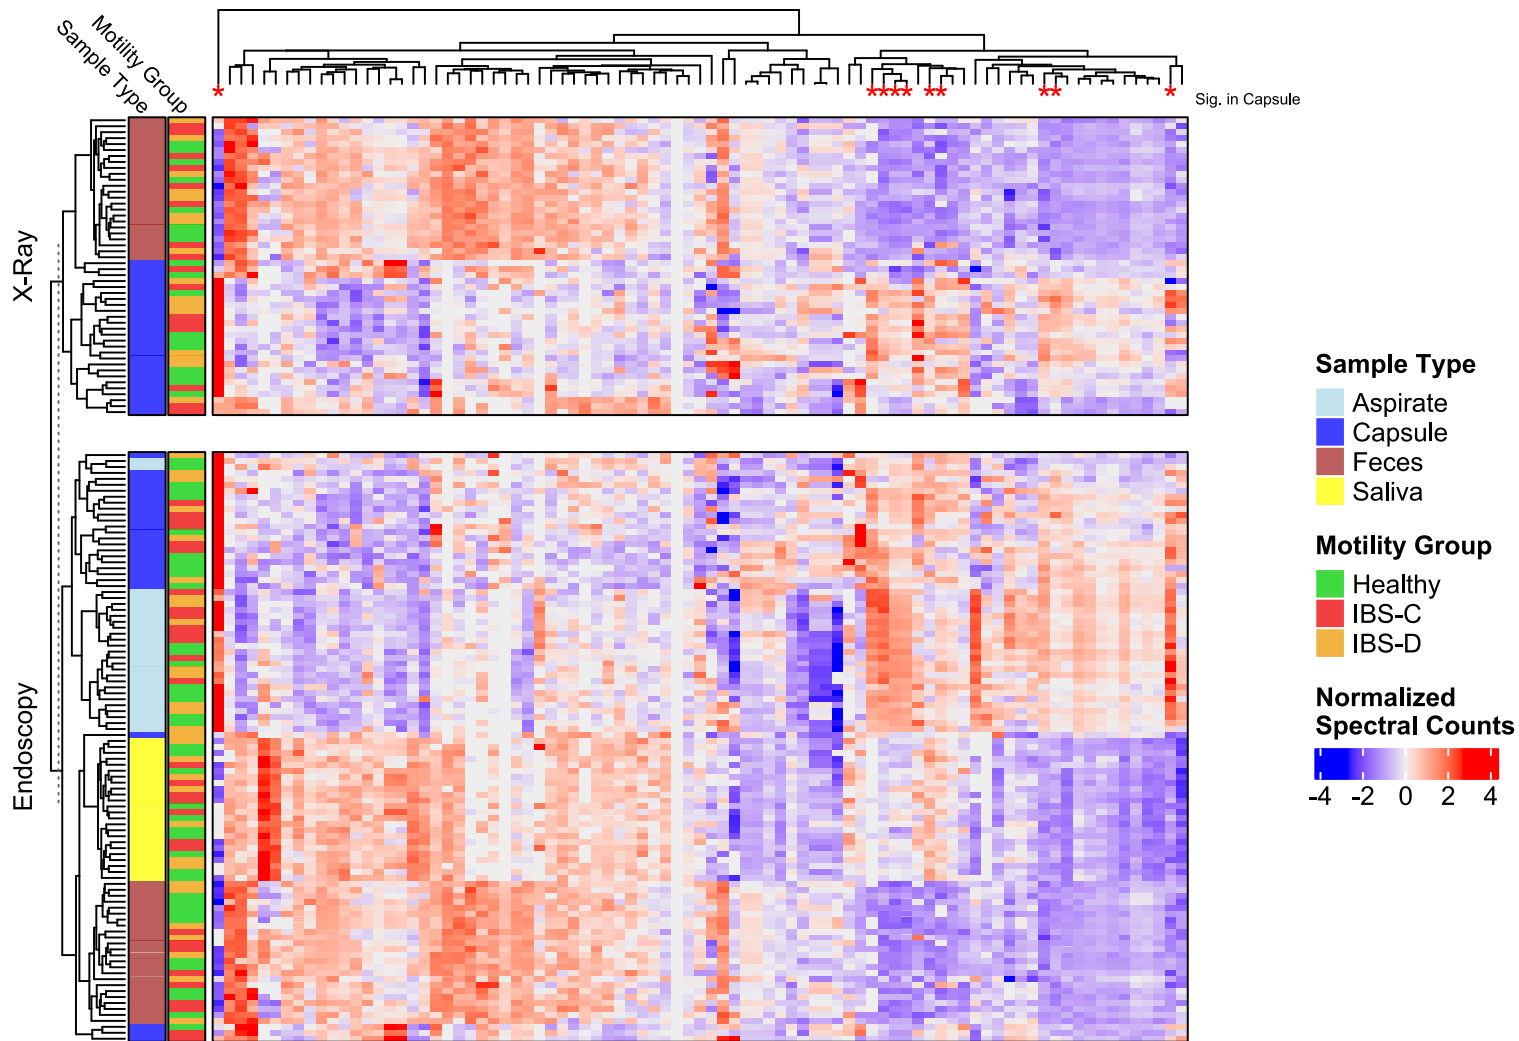 Motility Group
Sample Type
* **** ** ** *
Sig. in Capsule
X-Ray
Endoscopy
Sample Type
Aspirate
Capsule
Feces
Saliva
Motility Group
Healthy
IBS-C
IBS-D
Normalized
Spectral Counts
-4 -2 0 2 4